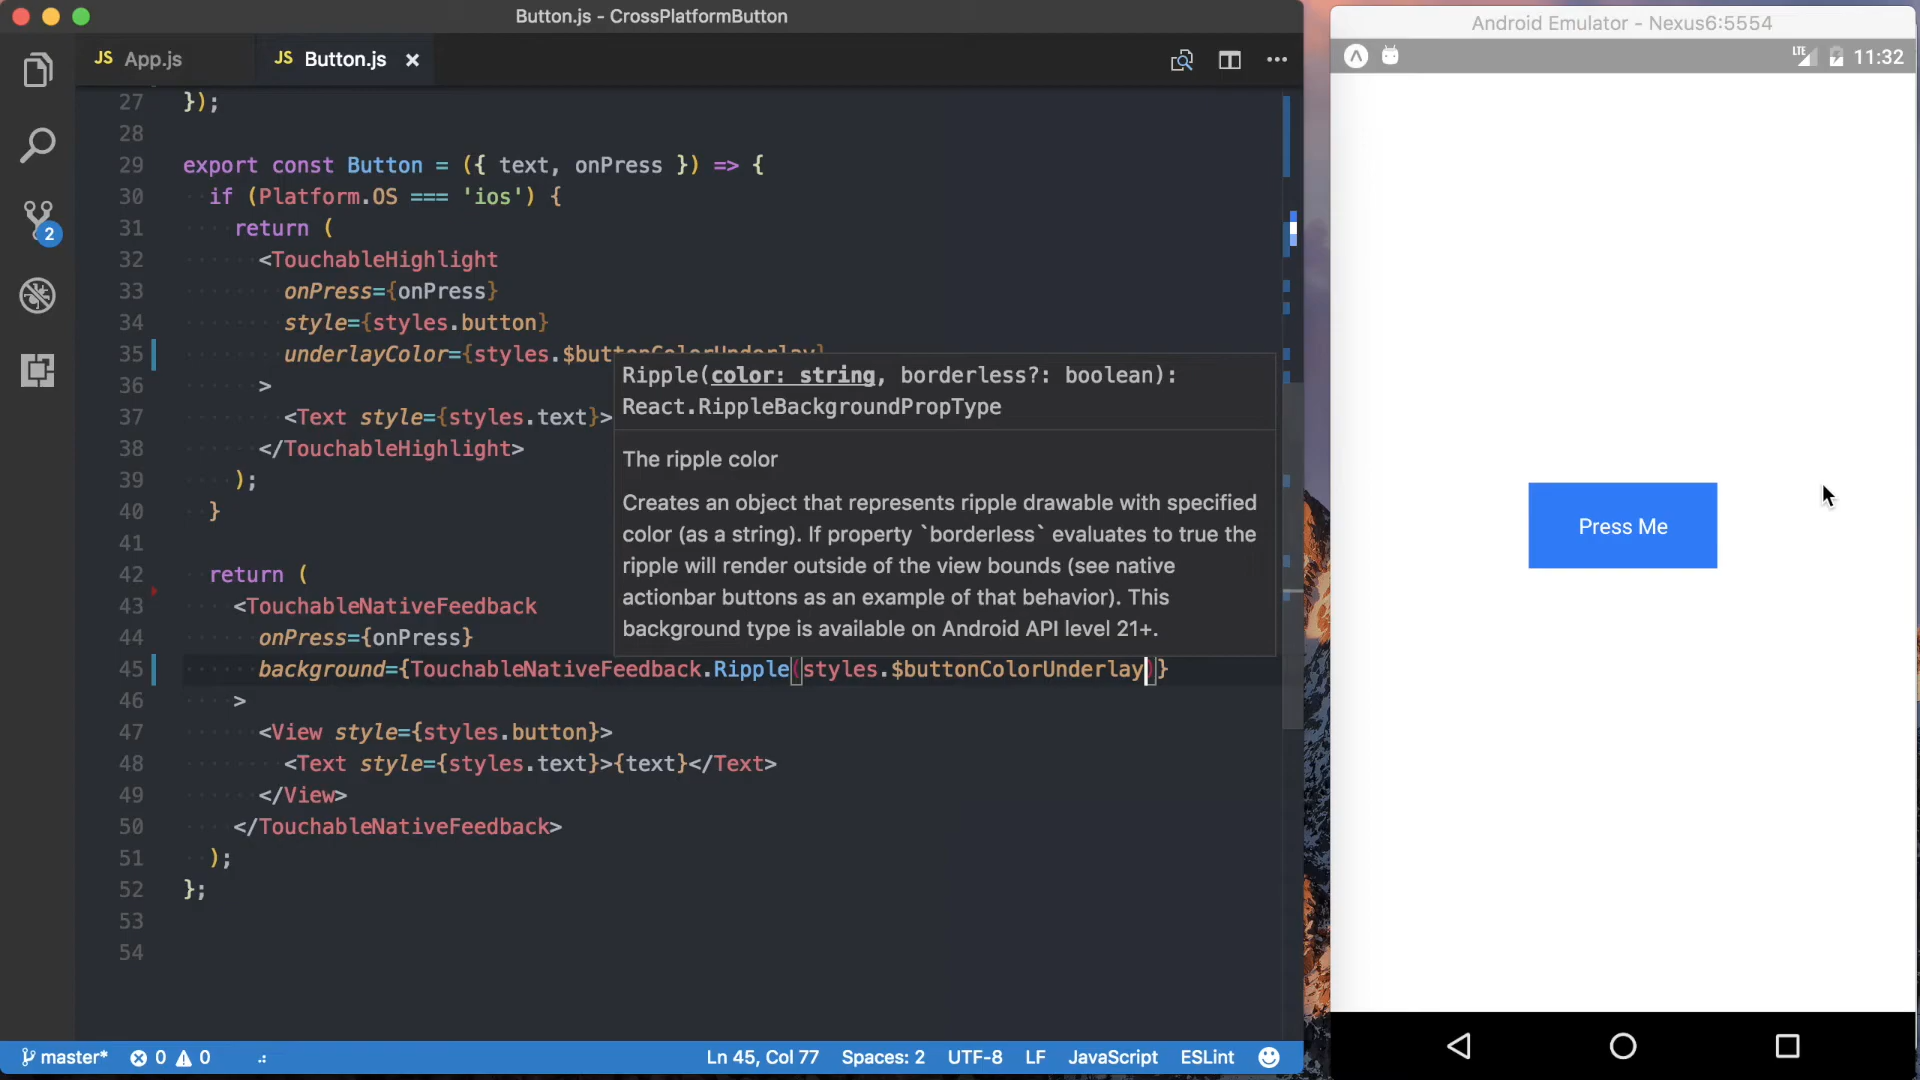 Button.js - CrossPlatformButton
JS App.js
JS Button.js
27 });
28
29 export const Button = ({ text, onPress }) => {
30 if (Platform.OS === 'ios') {
31 return (
32 <TouchableHighlight
33 onPress={onPress}
34 style={styles.button}
35 underlayColor={styles.$buttonColorUnderlay}
36 >
37 <Text style={styles.text}>
38 </TouchableHighlight>
39 );
40 }
41
42 return (
43 <TouchableNativeFeedback
44 onPress={onPress}
45 background={TouchableNativeFeedback.Ripple(styles.$buttonColorUnderlay)}
46 >
47 <View style={styles.button}>
48 <Text style={styles.text}>{text}</Text>
49 </View>
50 </TouchableNativeFeedback>
51 );
52 };
53
54
Ripple(color: string, borderless?: boolean):
React.RippleBackgroundPropType
The ripple color
Creates an object that represents ripple drawable with specified
color (as a string). If property `borderless` evaluates to true the
ripple will render outside of the view bounds (see native
actionbar buttons as an example of that behavior). This
background type is available on Android API level 21+.
2
master* 0 0 Ln 45, Col 77 Spaces: 2 UTF-8 LF JavaScript ESLint
Android Emulator - Nexus6:5554
LTE 11:32
Press Me